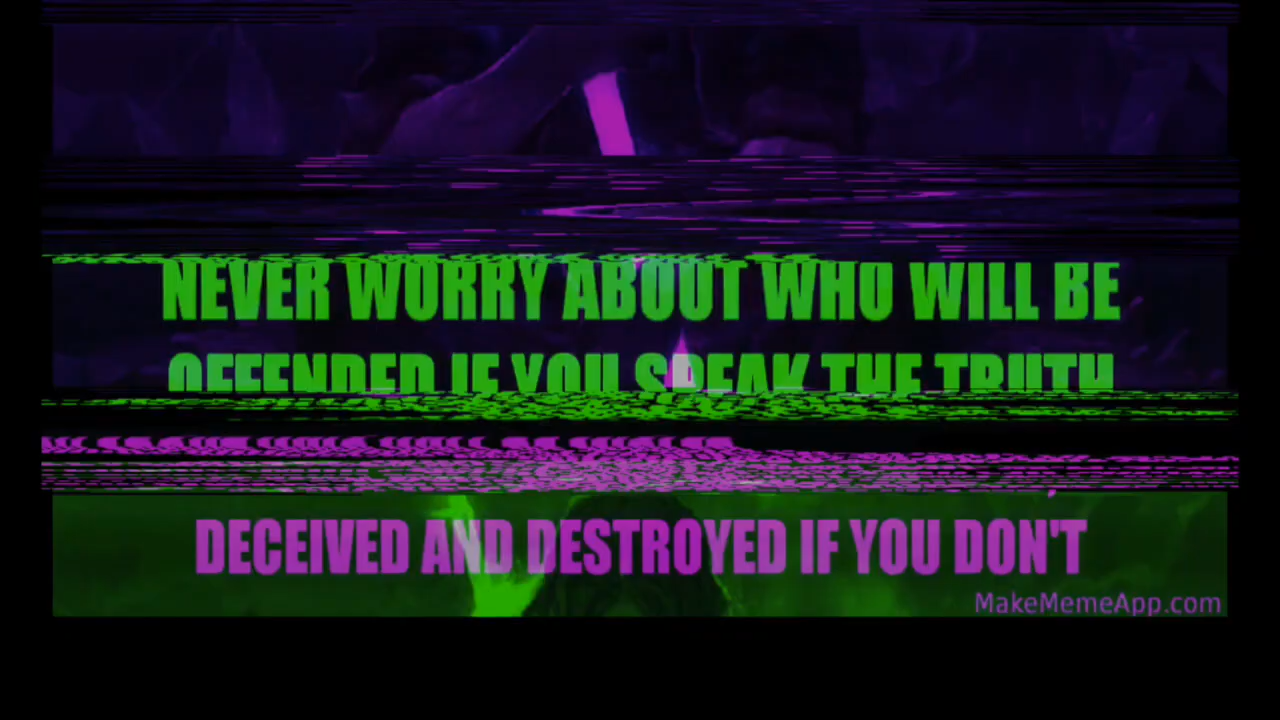 NEVER WORRY ABOUT WHO WILL BE
OFFENDED IF YOU SPEAK THE TRUTH
DECEIVED AND DESTROYED IF YOU DON'T
MakeMemeApp.com